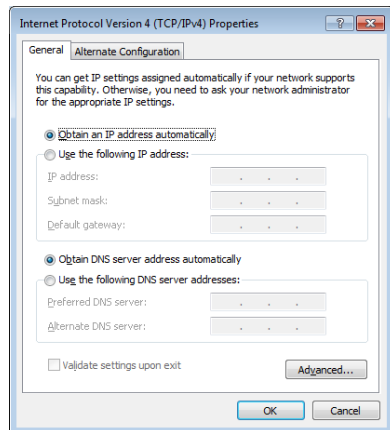 Internet Protocol Version 4 (TCP/IPv4) Properties
General
Alternate Configuration
You can get IP settings assigned automatically if your network supports
this capability. Otherwise, you need to ask your network administrator
for the appropriate IP settings.
Obtain an IP address automatically
Use the following IP address:
IP address:
Subnet mask:
Default gateway:
Obtain DNS server address automatically
Use the following DNS server addresses:
Preferred DNS server:
Alternate DNS server:
Validate settings upon exit
Advanced...
OK
Cancel